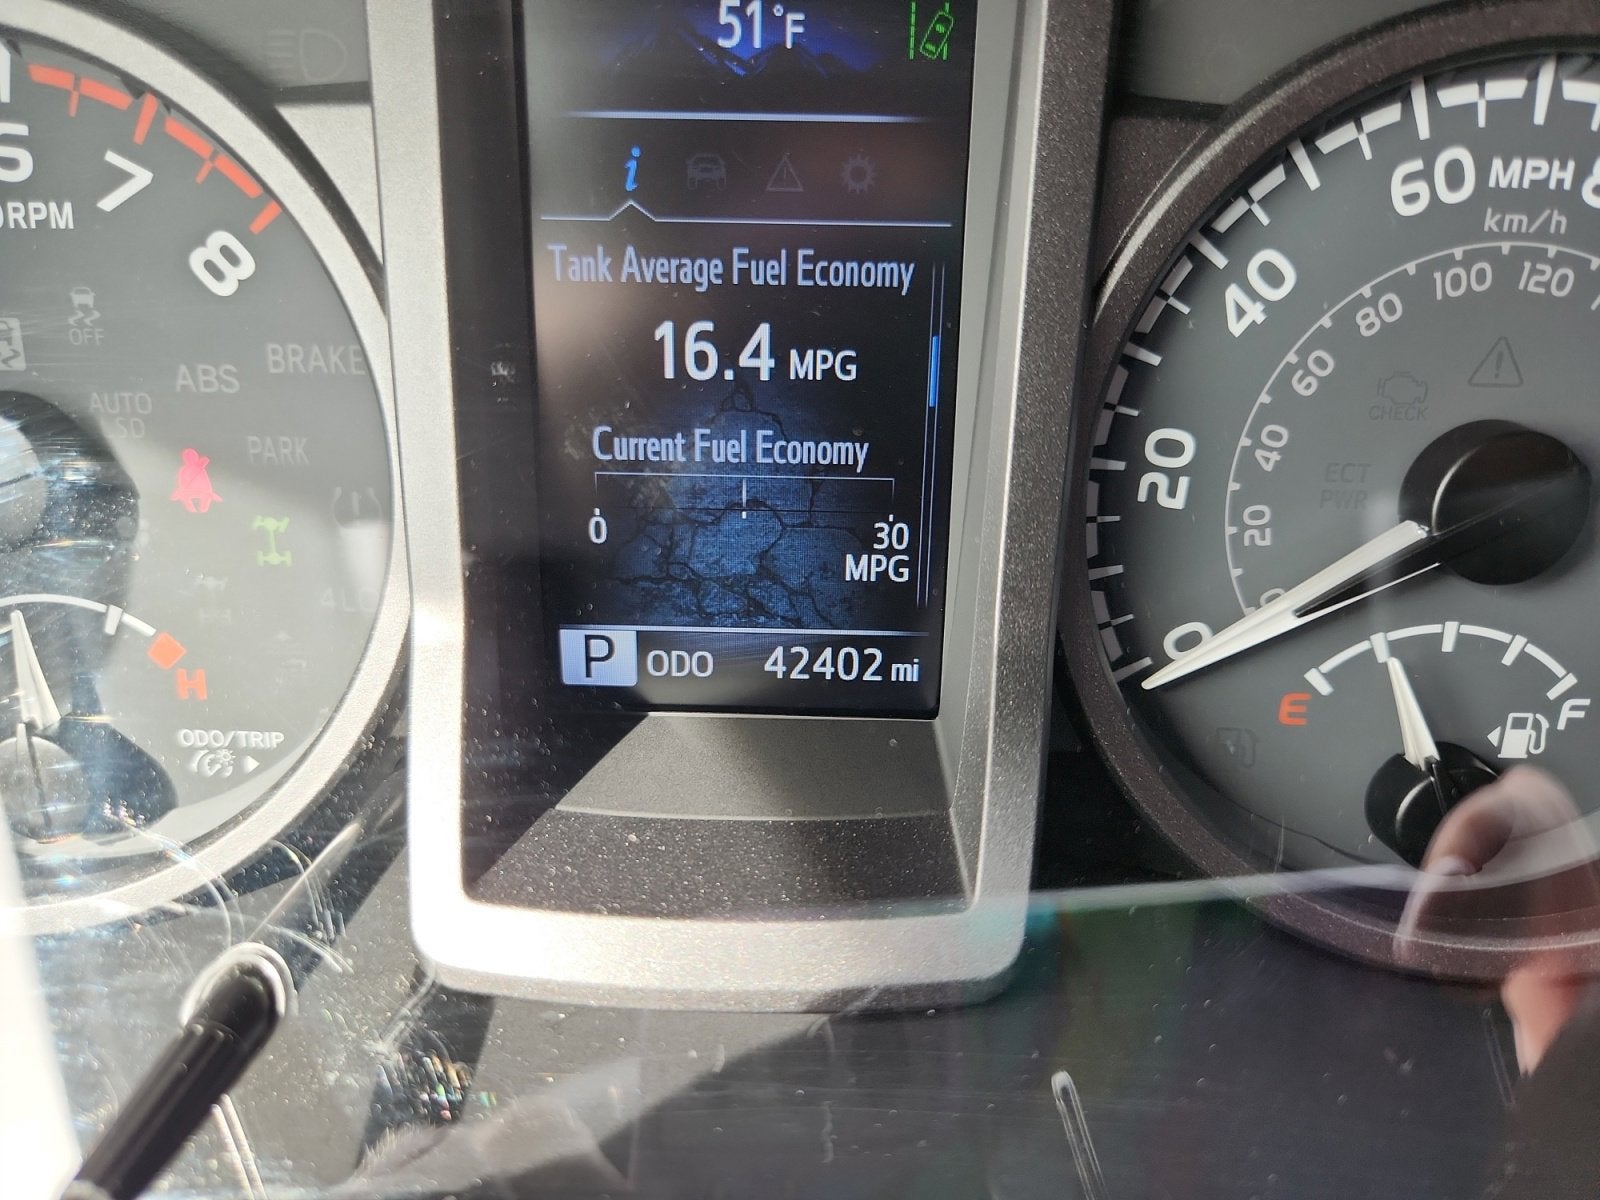 51°F
i
Tank Average Fuel Economy
16.4 MPG
Current Fuel Economy
0 30
MPG
P ODO 42402 mi
7
8
RPM
OFF
ABS
BRAKE
AUTO
PARK
H
ODO/TRIP
0
20
40
60 MPH
km/h
20
40
60
80
100
120
CHECK
ECT
PWR
E
F